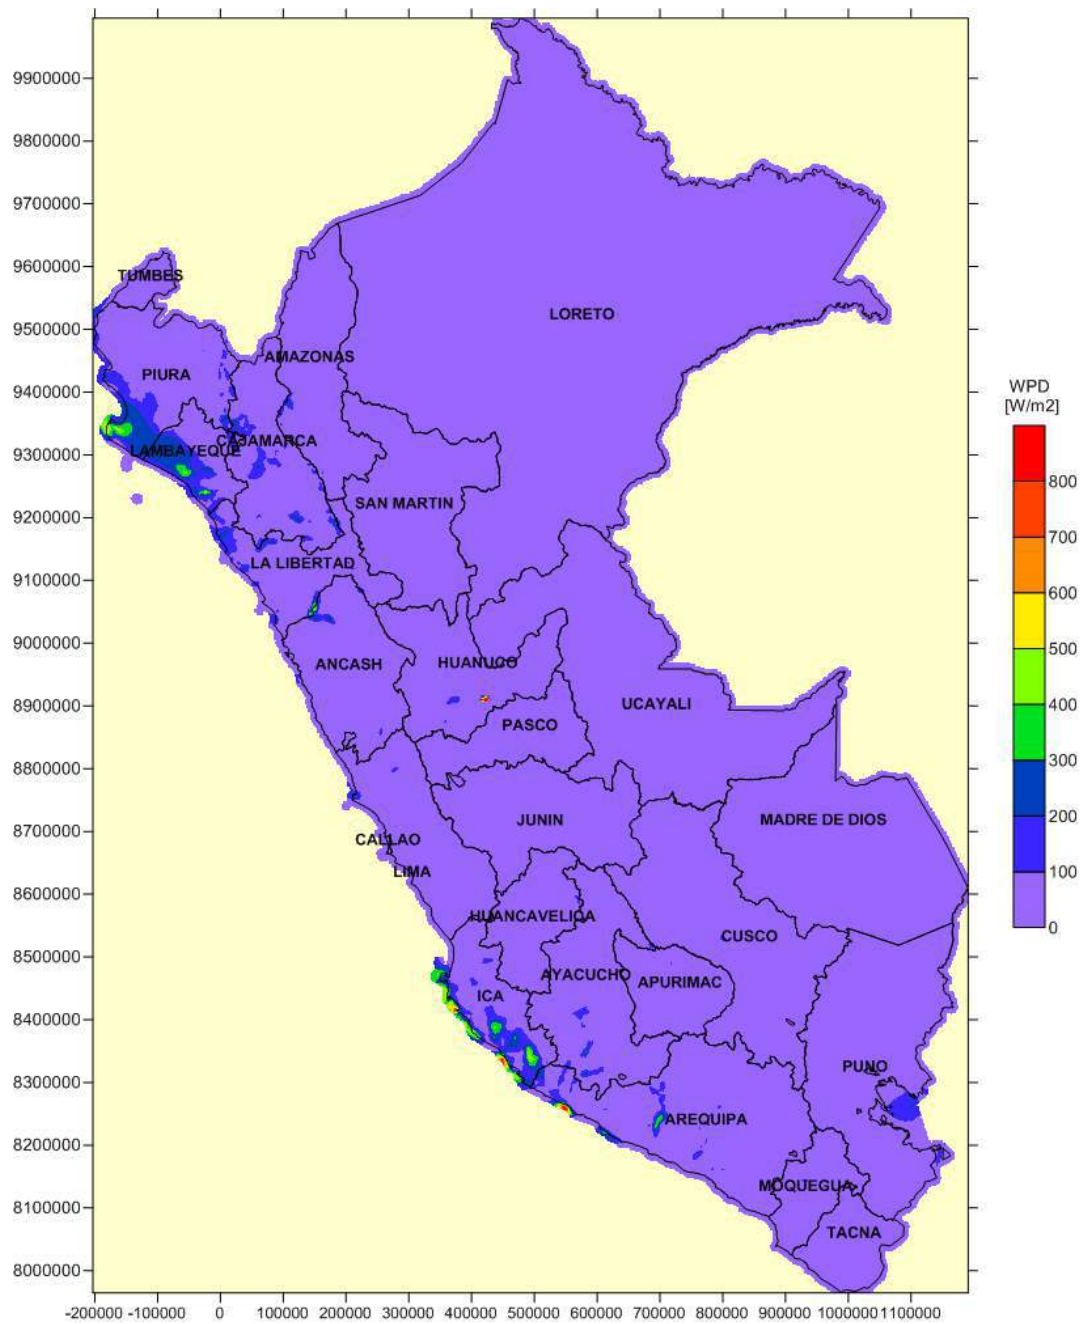 9900000
9800000
9700000
9600000
9500000
9400000
9300000
9200000
9100000
9000000
8900000
8800000
8700000
8600000
8500000
8400000
8300000
8200000
8100000
8000000
-200000 -100000 0 100000 200000 300000 400000 500000 600000 700000 800000 900000 1000000 1100000
TUMBES
LORETO
AMAZONAS
PIURA
CAJAMARCA
LAMBAYEQUE
SAN MARTIN
LA LIBERTAD
ANCASH
HUANUCO
UCAYALI
PASCO
JUNIN
MADRE DE DIOS
CALLAO
LIMA
HUANCAVELICA
CUSCO
AYACUCHO
APURIMAC
ICA
PUNO
AREQUIPA
MOQUEGUA
TACNA
WPD
[W/m2]
800
700
600
500
400
300
200
100
0